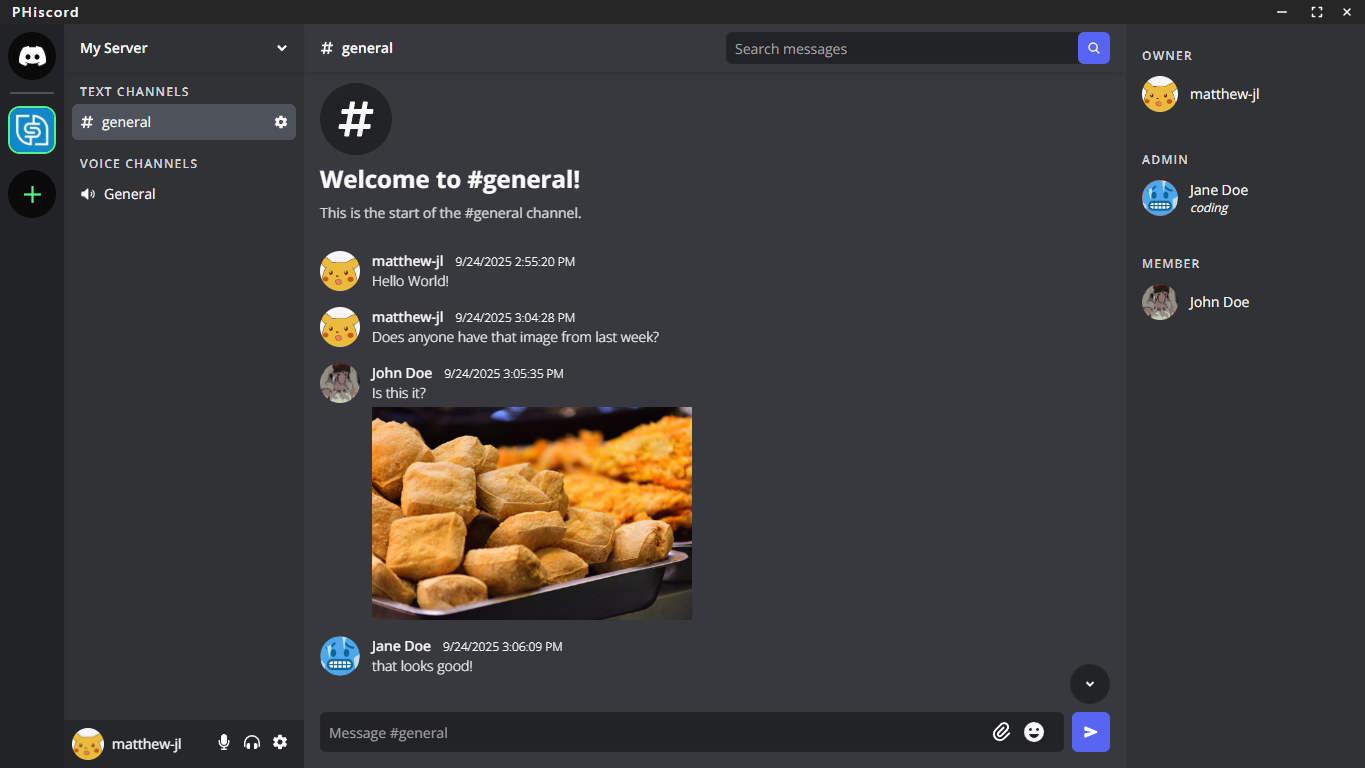 PHiscord
My Server
TEXT CHANNELS
# general
VOICE CHANNELS
General
matthew-jl
# general
Search messages
#
Welcome to #general!
This is the start of the #general channel.
matthew-jl 9/24/2025 2:55:20 PM
Hello World!
matthew-jl 9/24/2025 3:04:28 PM
Does anyone have that image from last week?
John Doe 9/24/2025 3:05:35 PM
Is this it?
Jane Doe 9/24/2025 3:06:09 PM
that looks good!
Message #general
OWNER
matthew-jl
ADMIN
Jane Doe
coding
MEMBER
John Doe